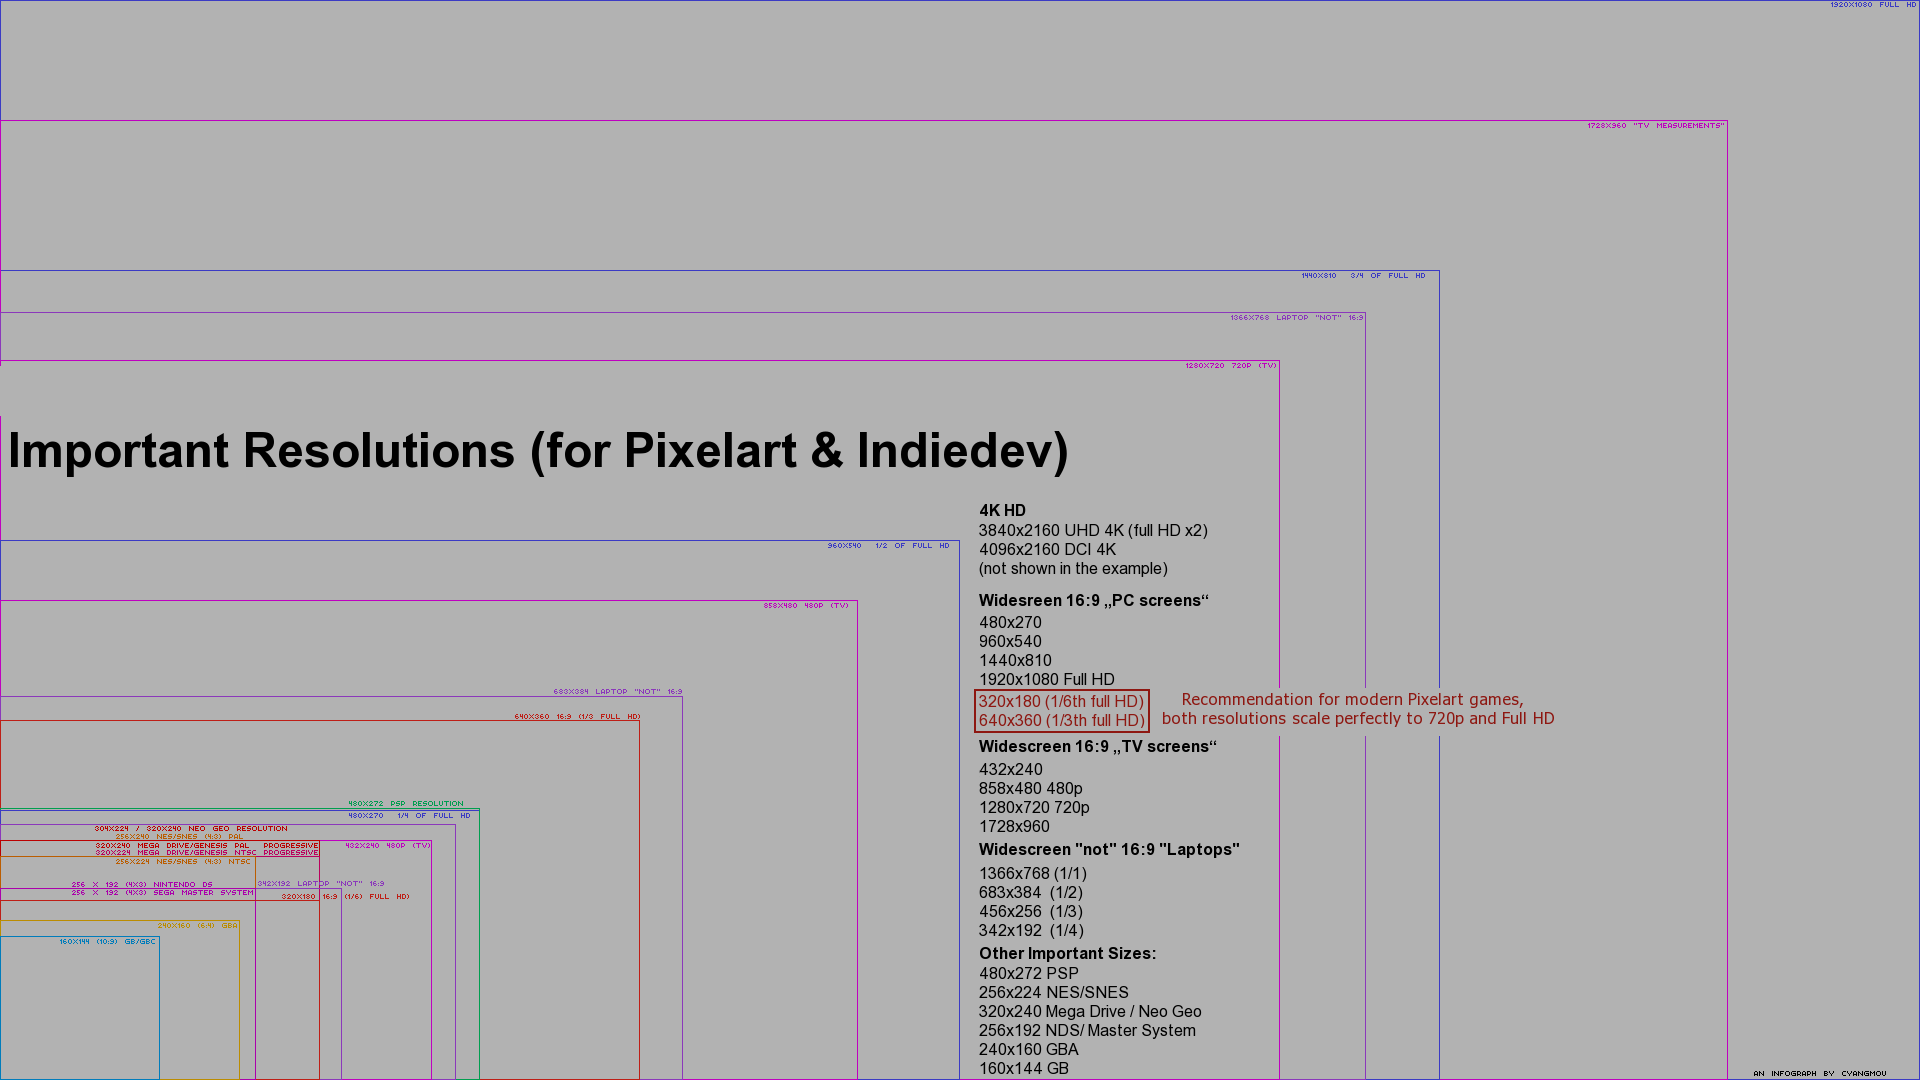 1920X1080 FULL HD
1728X960 "TV MEASUREMENTS"
1440X810 3/4 OF FULL HD
1366X768 LAPTOP "NOT" 16:9
1280X720 720P (TV)
Important Resolutions (for Pixelart & Indiedev)
4K HD
3840x2160 UHD 4K (full HD x2)
4096x2160 DCI 4K
(not shown in the example)
Widesreen 16:9 „PC screens“
480x270
960x540
1440x810
1920x1080 Full HD
320x180 (1/6th full HD)
640x360 (1/3th full HD)
Recommendation for modern Pixelart games,
both resolutions scale perfectly to 720p and Full HD
Widescreen 16:9 „TV screens“
432x240
858x480 480p
1280x720 720p
1728x960
Widescreen "not" 16:9 "Laptops"
1366x768 (1/1)
683x384 (1/2)
456x256 (1/3)
342x192 (1/4)
Other Important Sizes:
480x272 PSP
256x224 NES/SNES
320x240 Mega Drive / Neo Geo
256x192 NDS/ Master System
240x160 GBA
160x144 GB
960X540 1/2 OF FULL HD
858X480 480P (TV)
683X384 LAPTOP "NOT" 16:9
640X360 16:9 (1/3 FULL HD)
480X272 PSP RESOLUTION
480X270 1/4 OF FULL HD
304X224 / 320X240 NEO GEO RESOLUTION
256X240 NES/SNES (4:3) PAL
320X240 MEGA DRIVE/GENESIS PAL PROGRESSIVE
432X240 480P (TV)
320X224 MEGA DRIVE/GENESIS NTSC PROGRESSIVE
256X224 NES/SNES (4:3) NTSC
256 X 192 (4X3) NINTENDO DS
342X192 LAPTOP "NOT" 16:9
256 X 192 (4X3) SEGA MASTER SYSTEM
320X180 16:9 (1/6) FULL HD)
240X160 (6:4) GBA
160X144 (10:9) GB/GBC
AN INFOGRAPH BY CYANGMOU